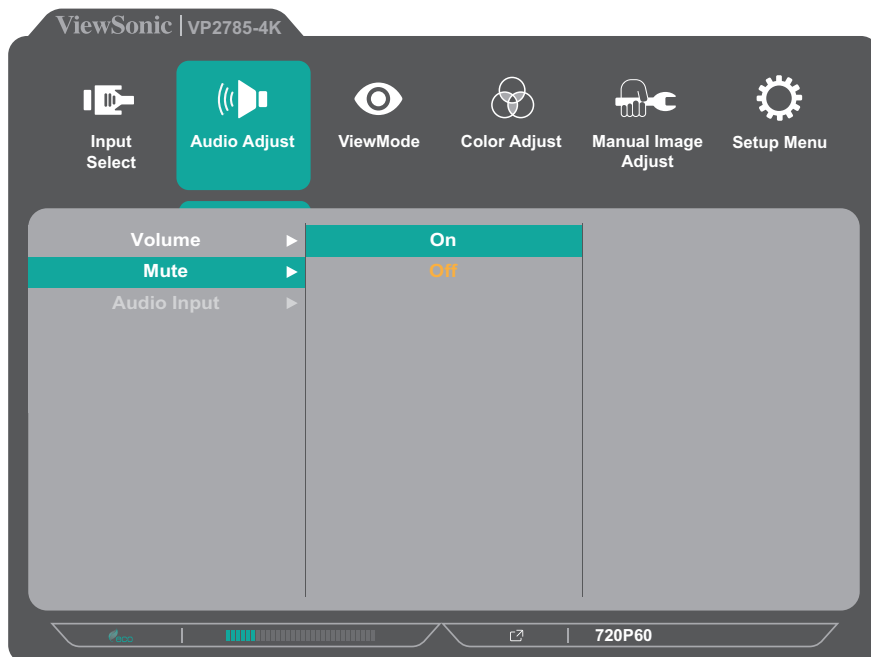 ViewSonic | VP2785-4K
Input Select
Audio Adjust
ViewMode
Color Adjust
Manual Image Adjust
Setup Menu
Volume
On
Mute
Off
Audio Input
eco
720P60